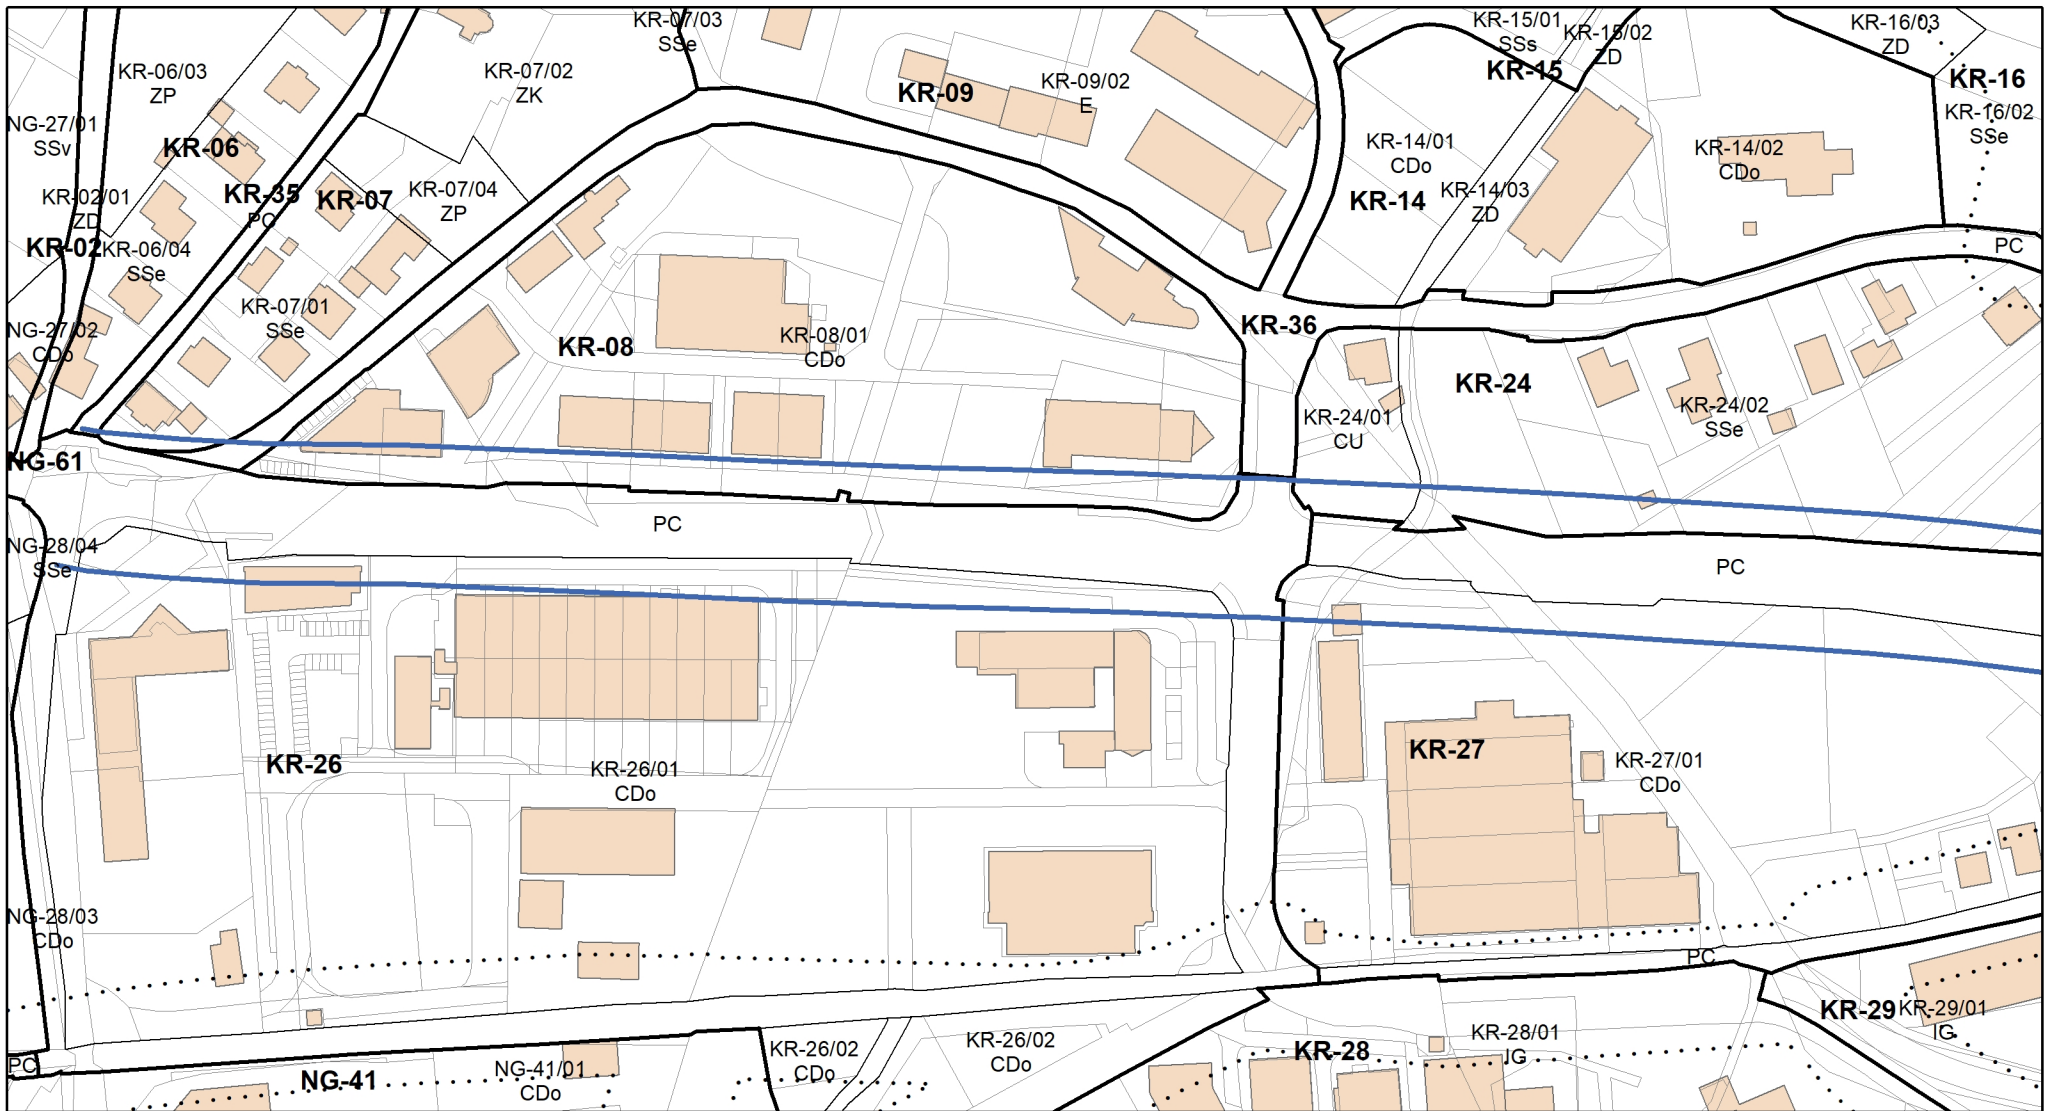 KR-07/03
SSe
KR-15/01
SSs
KR-15/02
ZD
KR-16/03
ZD
KR-06/03
ZP
KR-07/02
ZK
KR-09
KR-09/02
E
KR-15
KR-16
KR-16/02
SSe
NG-27/01
SSv
KR-06
KR-14/01
CDo
KR-14/02
CDo
KR-02/01
ZD
KR-35
PC
KR-07
KR-07/04
ZP
KR-14
KR-14/03
ZD
KR-02
KR-06/04
SSe
PC
KR-07/01
SSe
NG-27/02
CDo
KR-08
KR-08/01
CDo
KR-36
KR-24
KR-24/01
CU
KR-24/02
SSe
NG-61
PC
NG-28/04
SSe
PC
KR-26
KR-26/01
CDo
KR-27
KR-27/01
CDo
NG-28/03
CDo
PC
PC
NG-41
NG-41/01
CDo
KR-26/02
CDo
KR-26/02
CDo
KR-28
KR-28/01
IG
KR-29
KR-29/01
IG